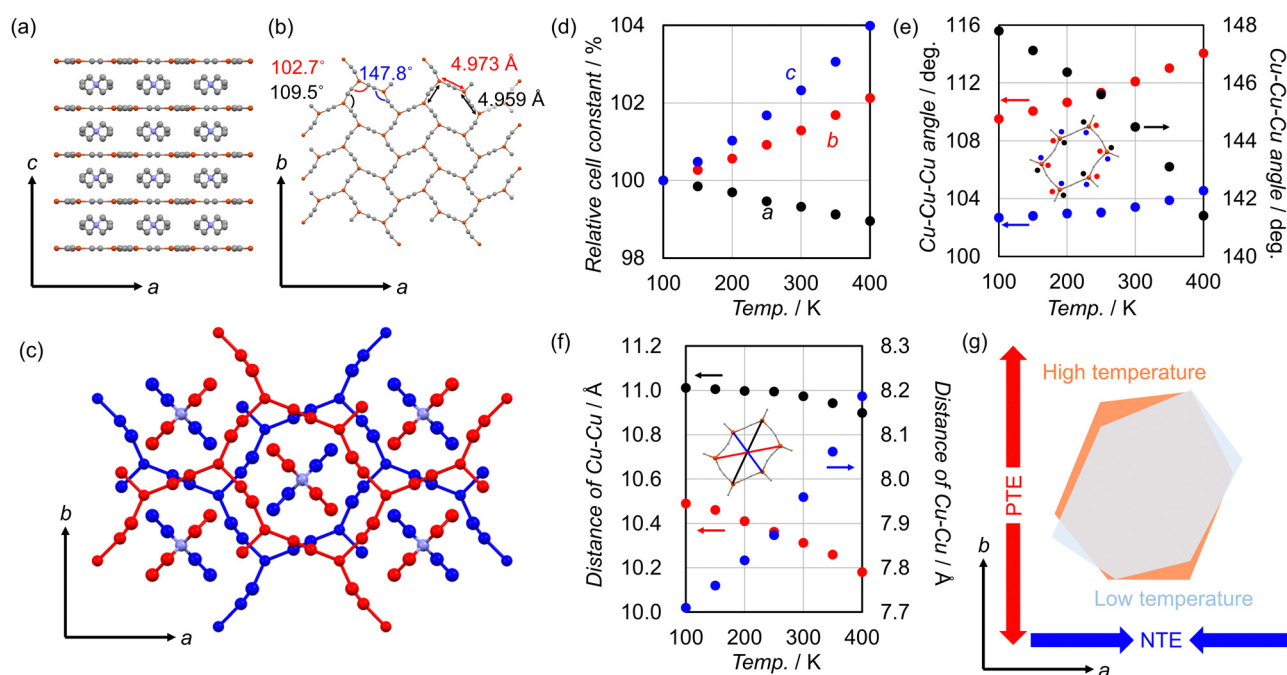 (a)
c
a
(b)
102.7°
109.5°
147.8°
4.973 Å
4.959 Å
b
a
(c)
b
a
(d)
Relative cell constant / %
104
102
100
98
c
b
a
100 200 300 400
Temp. / K
(e)
Cu-Cu-Cu angle / deg.
116
112
108
104
100
148
146
144
142
140
Cu-Cu-Cu angle / deg.
100 200 300 400
Temp. / K
(f)
Distance of Cu-Cu / Å
11.2
11.0
10.8
10.6
10.4
10.2
10.0
8.3
8.2
8.1
8.0
7.9
7.8
7.7
Distance of Cu-Cu / Å
100 200 300 400
Temp. / K
(g)
High temperature
PTE
b
Low temperature
NTE
a